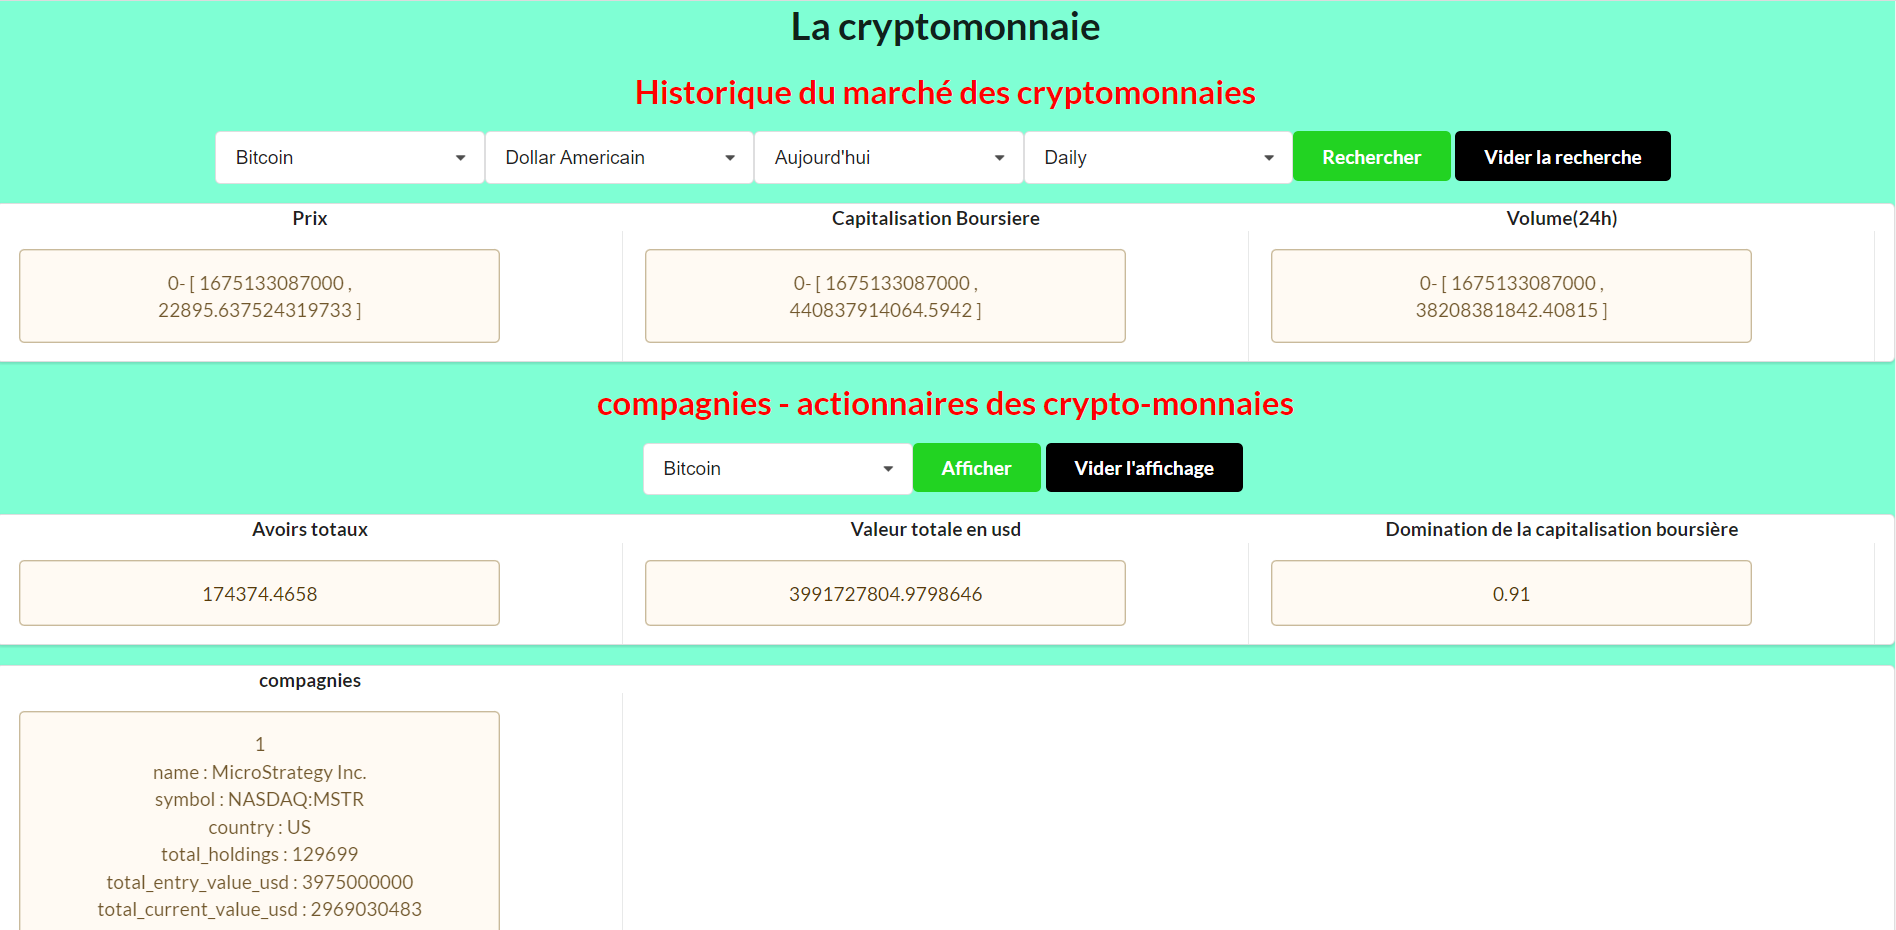 La cryptomonnaie
Historique du marché des cryptomonnaies
Bitcoin Dollar Americain Aujourd'hui Daily Rechercher Vider la recherche
Prix Capitalisation Boursiere Volume(24h)
0- [ 1675133087000 , 0- [ 1675133087000 , 0- [ 1675133087000 ,
22895.637524319733 ] 440837914064.5942 ] 38208381842.40815 ]
compagnies - actionnaires des crypto-monnaies
Bitcoin Afficher Vider l'affichage
Avoirs totaux Valeur totale en usd Domination de la capitalisation boursière
174374.4658 3991727804.9798646 0.91
compagnies
1
name : MicroStrategy Inc.
symbol : NASDAQ:MSTR
country : US
total_holdings : 129699
total_entry_value_usd : 3975000000
total_current_value_usd : 2969030483